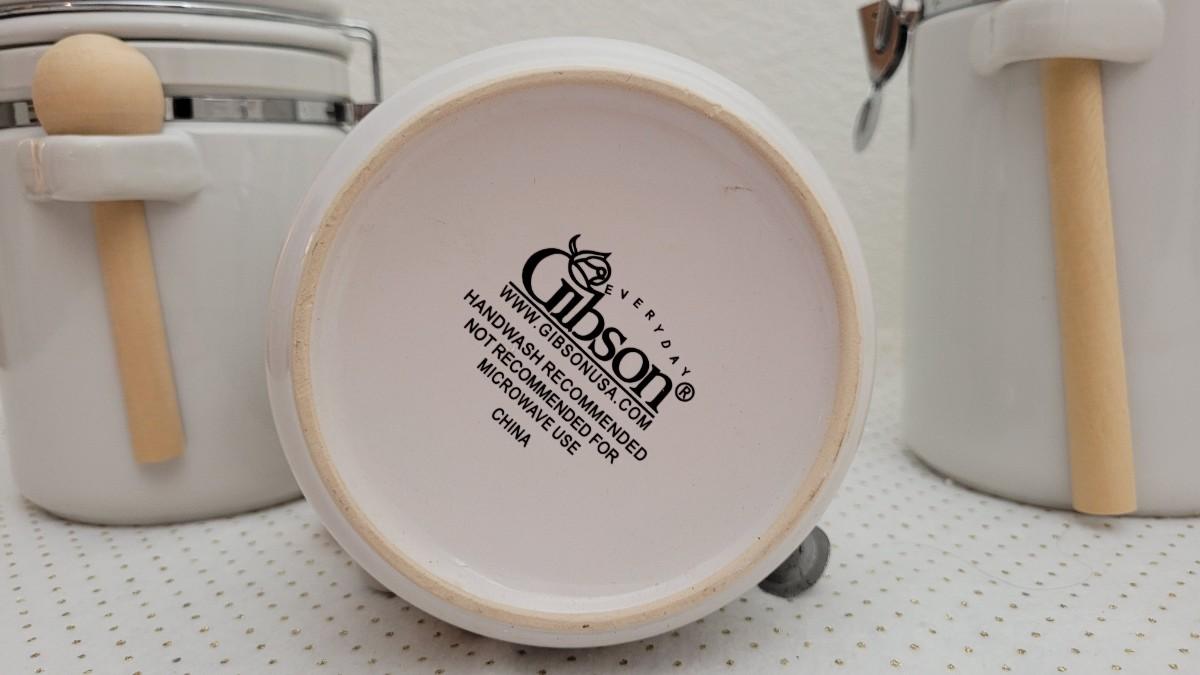 EVERYDAY
Gibson®
WWW.GIBSONUSA.COM
HANDWASH RECOMMENDED
NOT RECOMMENDED FOR
MICROWAVE USE
CHINA